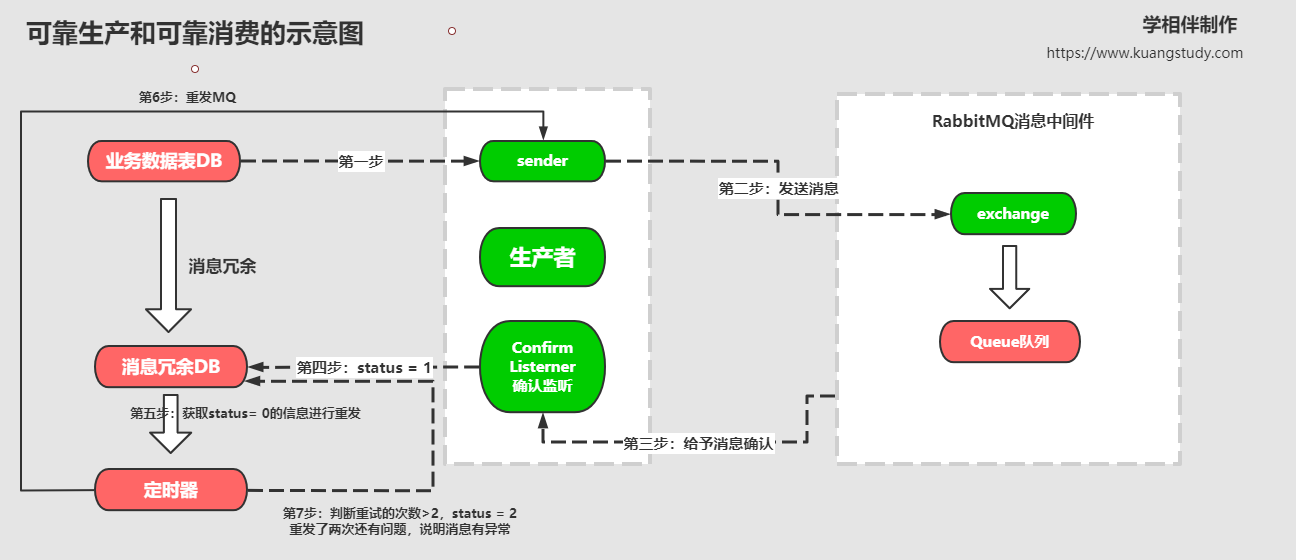 可靠生产和可靠消费的示意图
学相伴制作
https://www.kuangstudy.com
第6步：重发MQ
RabbitMQ消息中间件
业务数据表DB
第一步
sender
第二步：发送消息
exchange
生产者
消息冗余
Confirm
Listerner
确认监听
Queue队列
消息冗余DB
第四步：status = 1
第五步：获取status= 0的信息进行重发
第三步：给予消息确认
定时器
第7步：判断重试的次数>2，status = 2
重发了两次还有问题，说明消息有异常